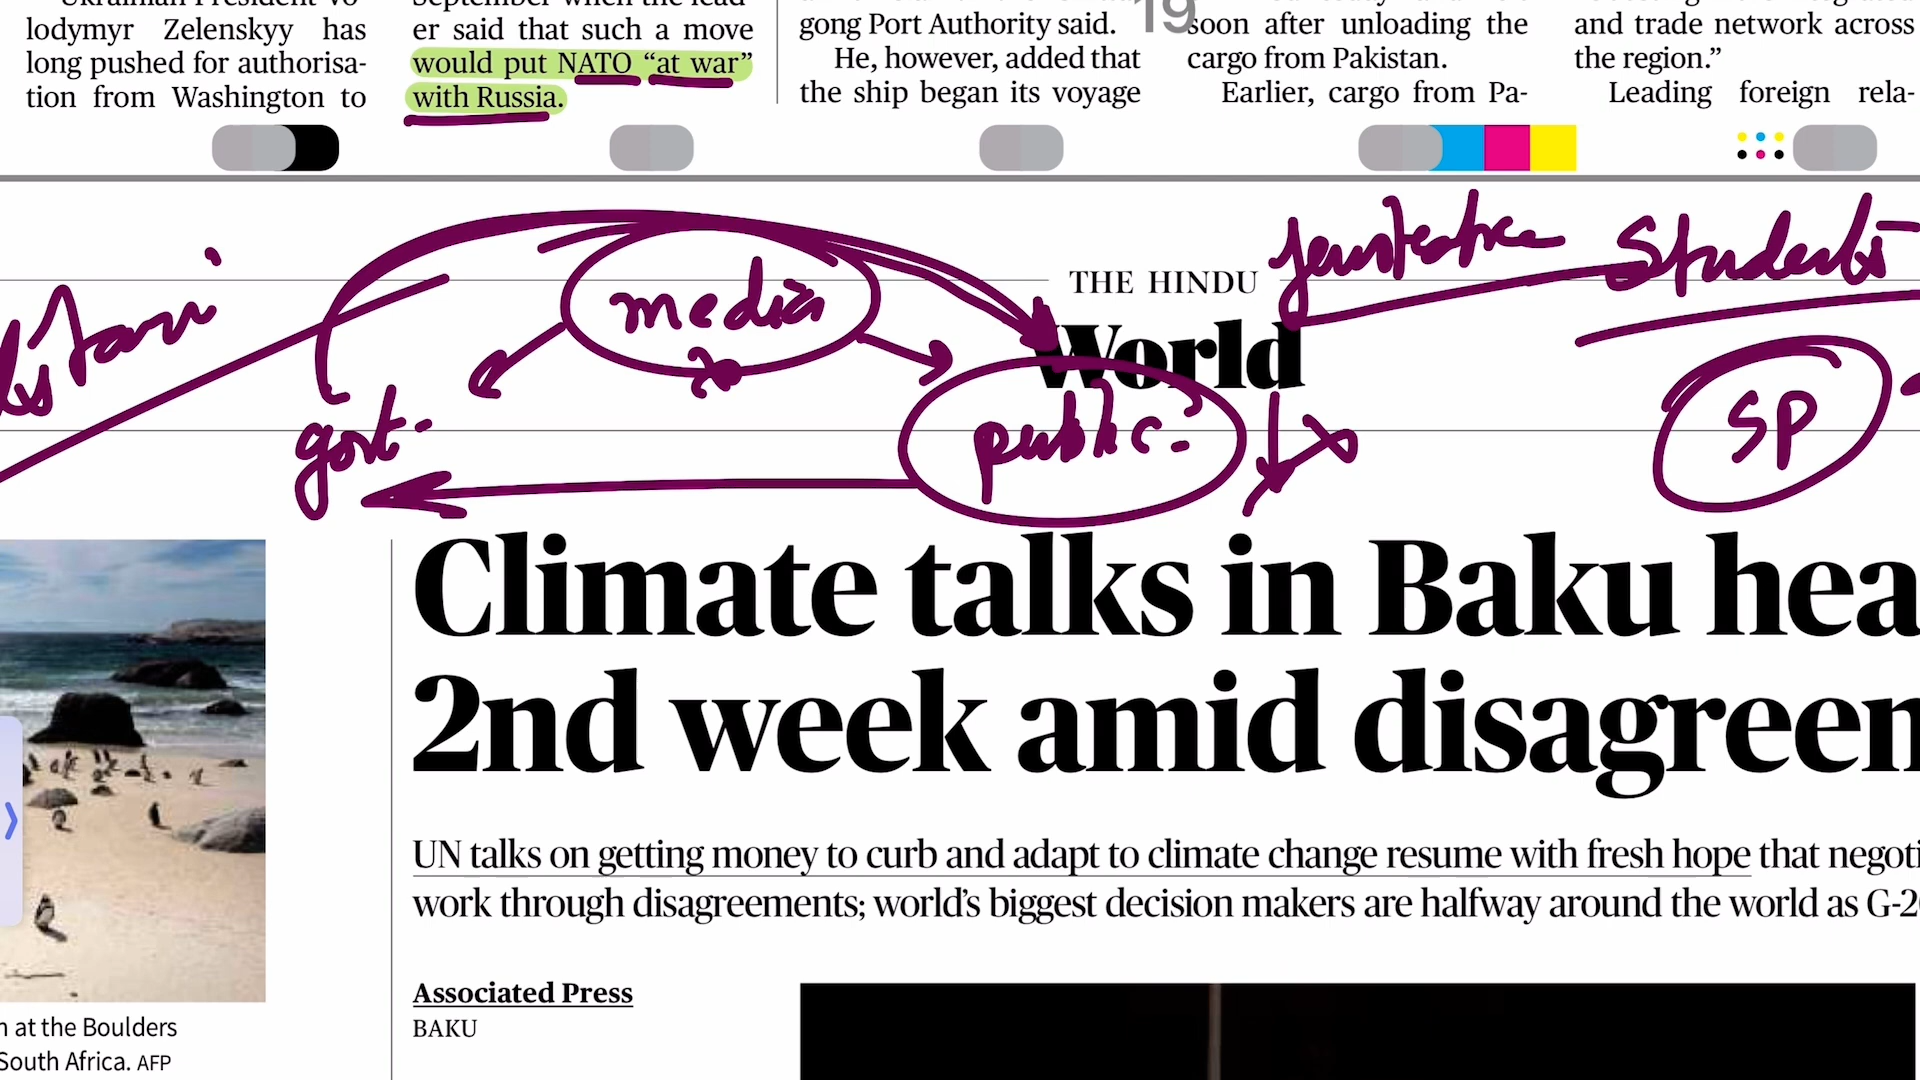 lodymyr Zelenskyy has
long pushed for authorisa-
tion from Washington to
er said that such a move
would put NATO “at war”
with Russia.
gong Port Authority said.
He, however, added that
the ship began its voyage
19
soon after unloading the
cargo from Pakistan.
Earlier, cargo from Pa-
and trade network across
the region.”
Leading foreign rela-
media
govt.
public
Students
SP
THE HINDU
World
Climate talks in Baku hea
2nd week amid disagreem
UN talks on getting money to curb and adapt to climate change resume with fresh hope that negoti
work through disagreements; world’s biggest decision makers are halfway around the world as G-20
Associated Press
BAKU
n at the Boulders
South Africa. AFP